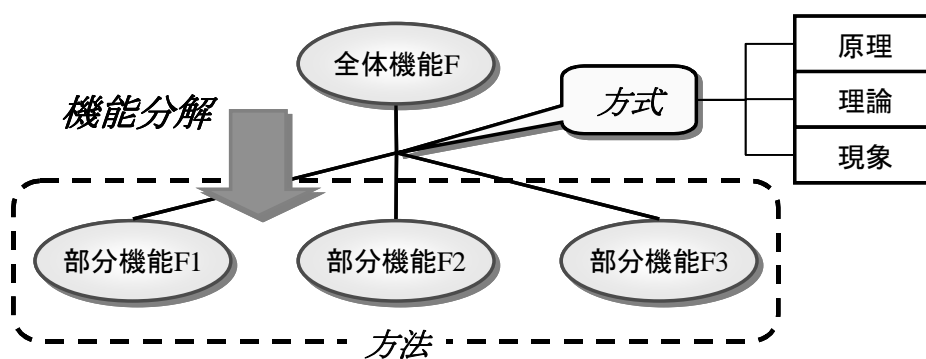 全体機能F
原理
方式
理論
機能分解
現象
部分機能F1
部分機能F2
部分機能F3
方法